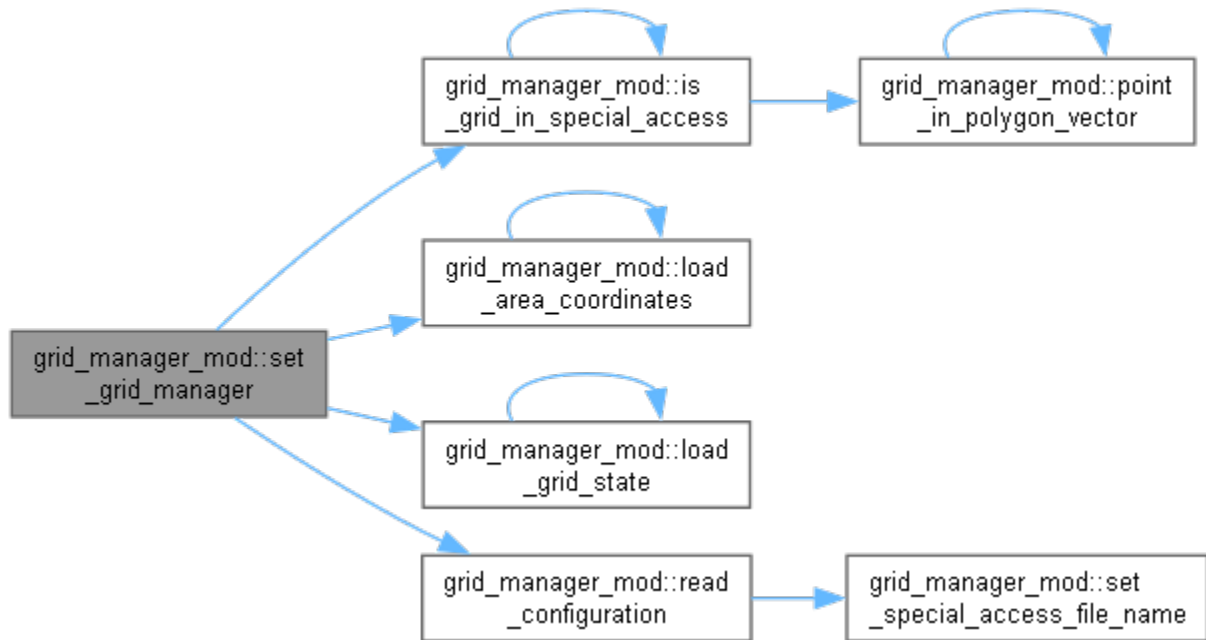 grid_manager_mod::is
_grid_in_special_access
grid_manager_mod::point
_in_polygon_vector
grid_manager_mod::load
_area_coordinates
grid_manager_mod::set
_grid_manager
grid_manager_mod::load
_grid_state
grid_manager_mod::read
_configuration
grid_manager_mod::set
_special_access_file_name